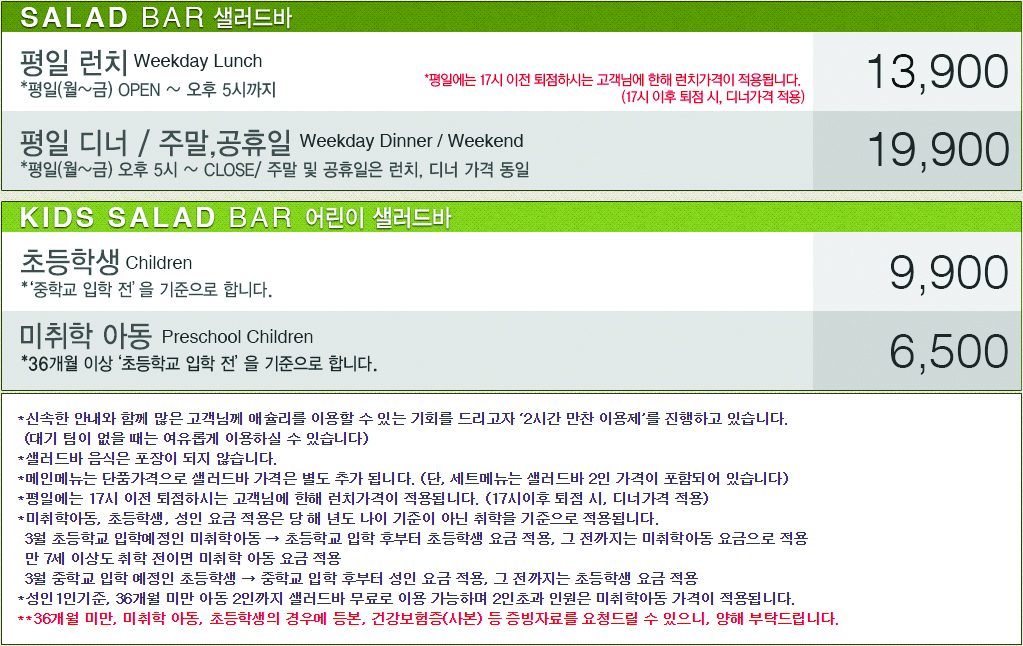 SALAD BAR 샐러드바
평일 런치 Weekday Lunch
*평일(월~금) OPEN ~ 오후 5시까지
*평일에는 17시 이전 퇴점하시는 고객님에 한해 런치가격이 적용됩니다.
(17시 이후 퇴점 시, 디너가격 적용)
13,900
평일 디너 / 주말,공휴일 Weekday Dinner / Weekend
*평일(월~금) 오후 5시 ~ CLOSE/ 주말 및 공휴일은 런치, 디너 가격 동일
19,900
KIDS SALAD BAR 어린이 샐러드바
초등학생 Children
*‘중학교 입학 전’ 을 기준으로 합니다.
9,900
미취학 아동 Preschool Children
*36개월 이상 ‘초등학교 입학 전’ 을 기준으로 합니다.
6,500
*신속한 안내와 함께 많은 고객님께 애슐리를 이용할 수 있는 기회를 드리고자 ‘2시간 만찬 이용제’를 진행하고 있습니다.
(대기 팀이 없을 때는 여유롭게 이용하실 수 있습니다)
*샐러드바 음식은 포장이 되지 않습니다.
*메인메뉴는 단품가격으로 샐러드바 가격은 별도 추가 됩니다. (단, 세트메뉴는 샐러드바 2인 가격이 포함되어 있습니다)
*평일에는 17시 이전 퇴점하시는 고객님에 한해 런치가격이 적용됩니다. (17시이후 퇴점 시, 디너가격 적용)
*미취학아동, 초등학생, 성인 요금 적용은 당 해 년도 나이 기준이 아닌 취학을 기준으로 적용됩니다.
3월 초등학교 입학예정인 미취학아동 → 초등학교 입학 후부터 초등학생 요금 적용, 그 전까지는 미취학아동 요금으로 적용
만 7세 이상도 취학 전이면 미취학 아동 요금 적용
3월 중학교 입학 예정인 초등학생 → 중학교 입학 후부터 성인 요금 적용, 그 전까지는 초등학생 요금 적용
*성인1인기준, 36개월 미만 아동 2인까지 샐러드바 무료로 이용 가능하며 2인초과 인원은 미취학아동 가격이 적용됩니다.
**36개월 미만, 미취학 아동, 초등학생의 경우에 등본, 건강보험증(사본) 등 증빙자료를 요청드릴 수 있으니, 양해 부탁드립니다.